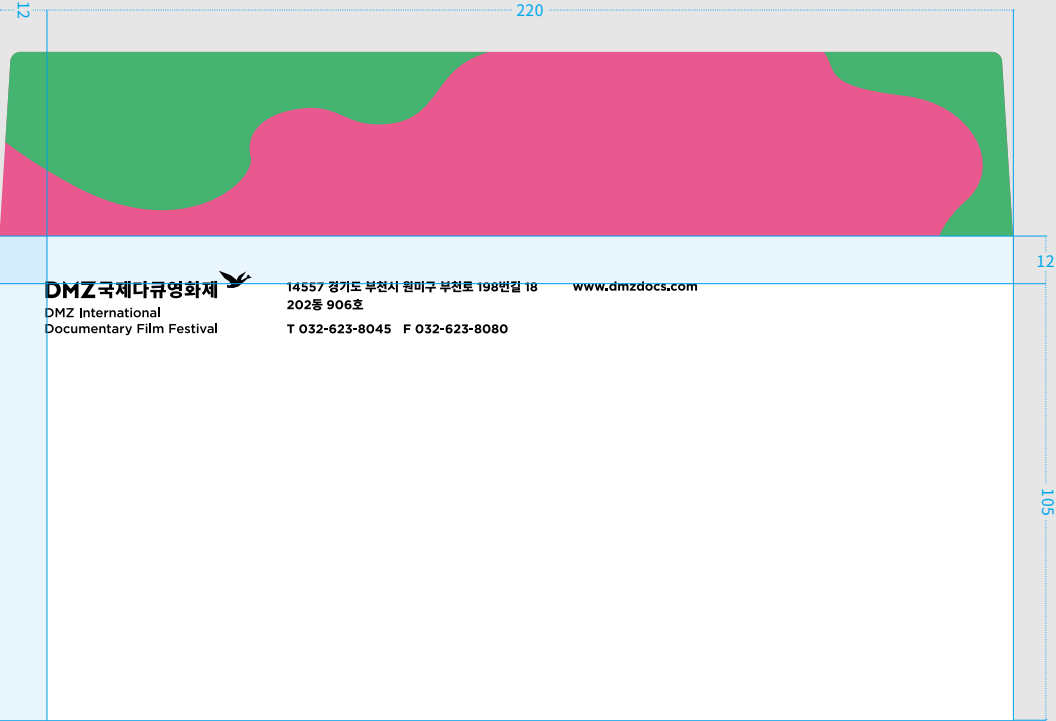 12
220
12
DMZ국제다큐영화제
DMZ International
Documentary Film Festival
14557 경기도 부천시 원미구 부천로 198번길 18
202동 906호
T 032-623-8045 F 032-623-8080
www.dmzdocs.com
105